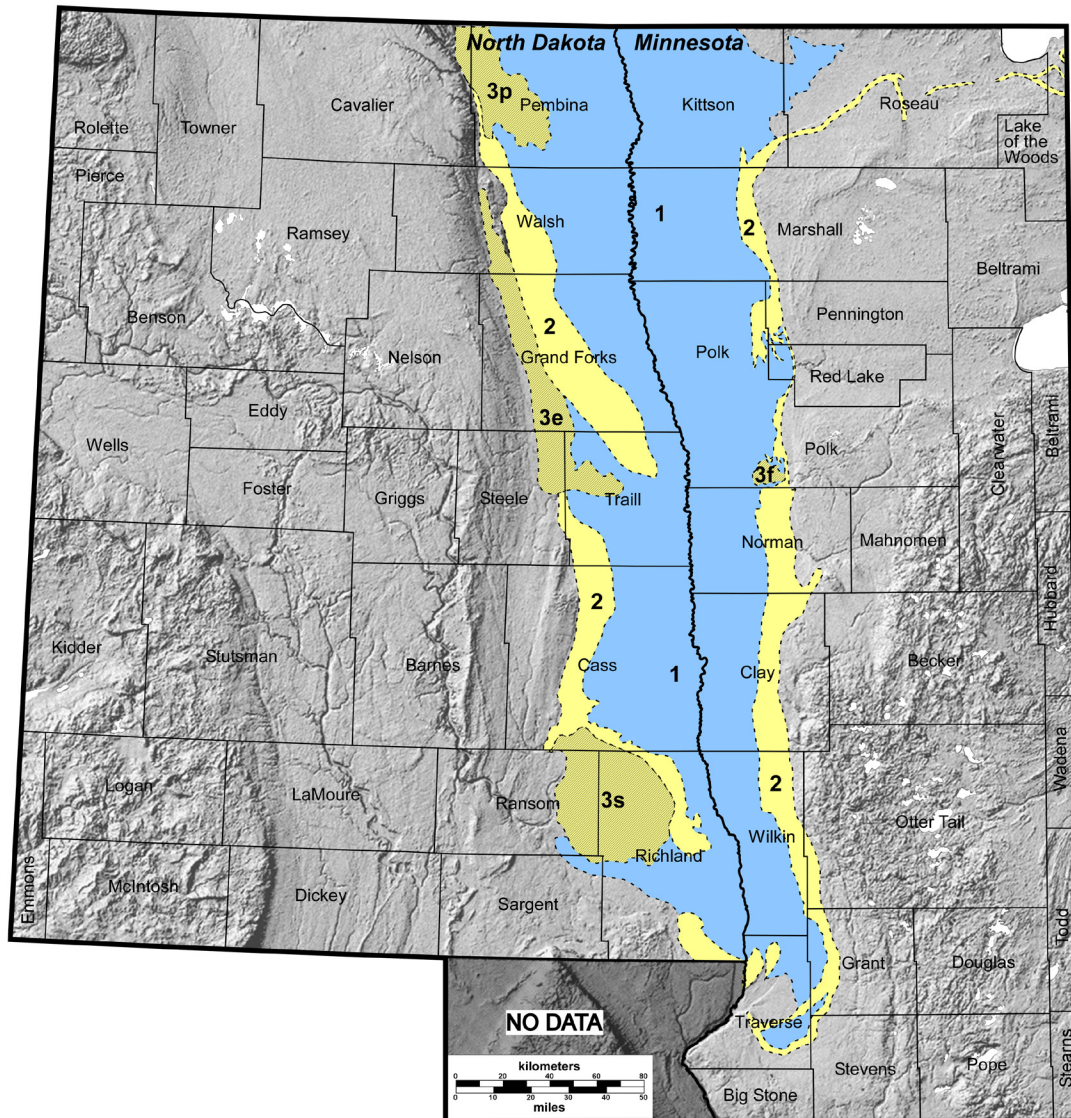 North Dakota Minnesota
3p
Cavalier
Pembina
Kittson
Roseau
Rolette
Towner
Lake
of the
Woods
Pierce
Walsh
1
2
Marshall
Ramsey
Beltrami
Benson
Pennington
2
Nelson
Grand Forks
Polk
Red Lake
Eddy
3e
Wells
Polk
Clearwater
Beltrami
Foster
Griggs
Steele
Traill
3f
Norman
Mahnomen
Hubbard
2
Kidder
Stutsman
Barnes
Cass
1
Clay
Becker
Wadena
Logan
LaMoure
Ransom
3s
2
Otter Tail
Wilkin
Richland
Emmons
McIntosh
Dickey
Sargent
Todd
Grant
Douglas
NO DATA
Traverse
kilometers
0 20 40 60 80
0 10 20 30 40 50
miles
Stevens
Pope
Stearns
Big Stone